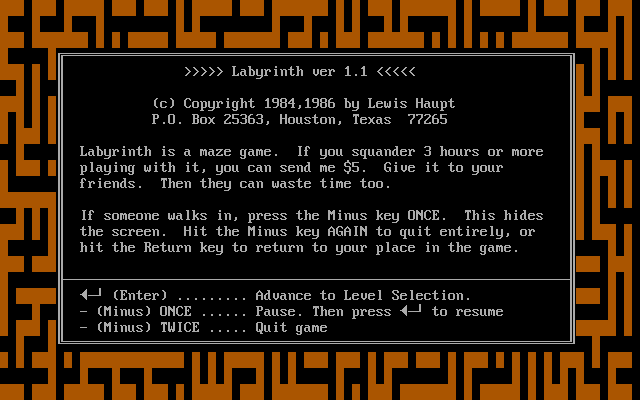 >>>>> Labyrinth ver 1.1 <<<<<
(c) Copyright 1984,1986 by Lewis Haupt
P.O. Box 25363, Houston, Texas  77265
Labyrinth is a maze game.  If you squander 3 hours or more
playing with it, you can send me $5.  Give it to your
friends.  Then they can waste time too.
If someone walks in, press the Minus key ONCE.  This hides
the screen.  Hit the Minus key AGAIN to quit entirely, or
hit the Return key to return to your place in the game.
◄─┘ (Enter) ......... Advance to Level Selection.
- (Minus) ONCE ...... Pause. Then press ◄─┘ to resume
- (Minus) TWICE ..... Quit game